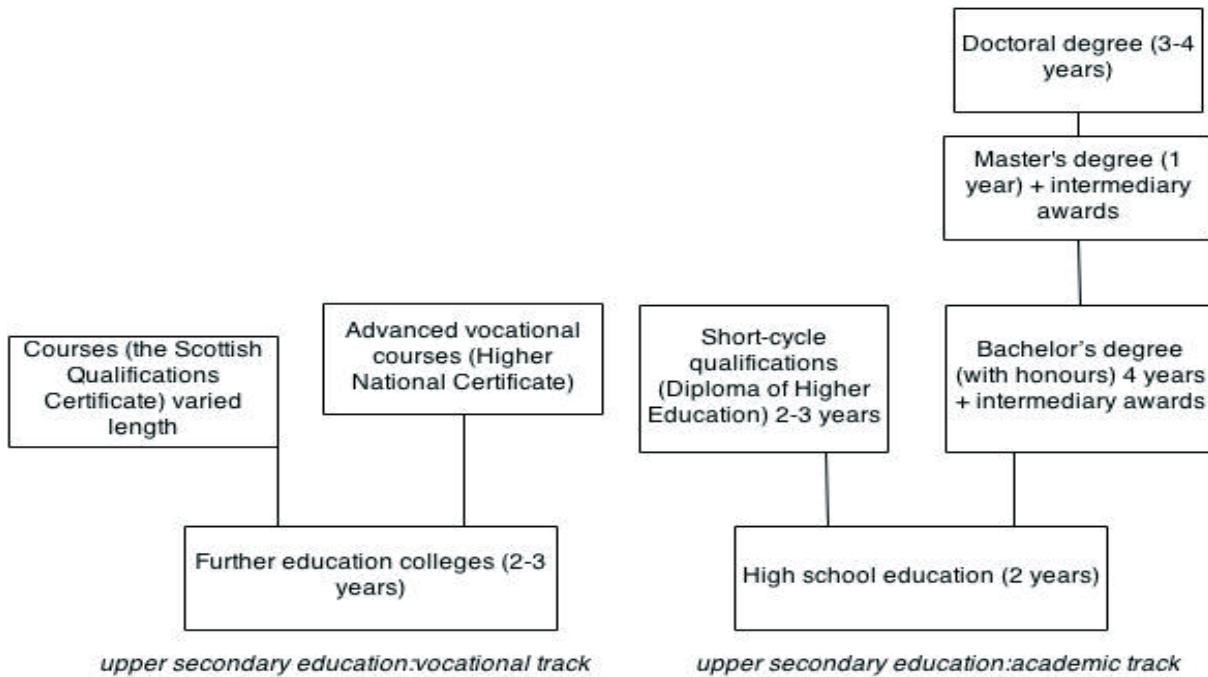 Doctoral degree (3-4
years)
Master's degree (1
year) + intermediary
awards
Courses (the Scottish
Qualifications
Certificate) varied
length
Advanced vocational
courses (Higher
National Certificate)
Short-cycle
qualifications
(Diploma of Higher
Education) 2-3 years
Bachelor’s degree
(with honours) 4 years
+ intermediary awards
Further education colleges (2-3
years)
High school education (2 years)
upper secondary education:vocational track
upper secondary education:academic track